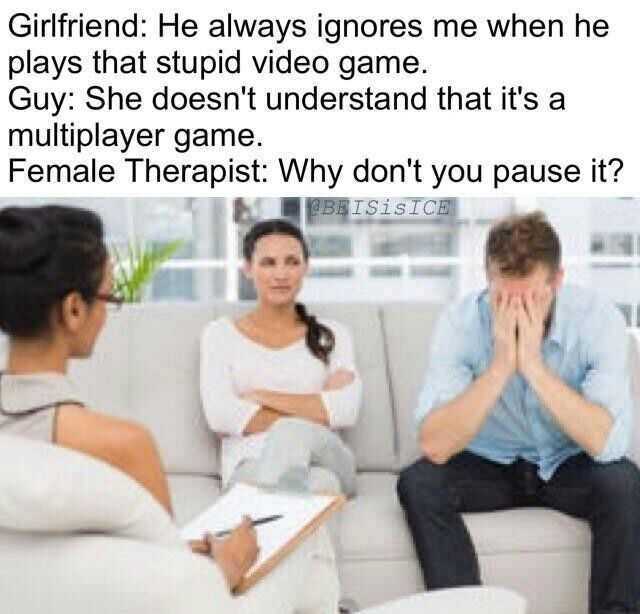 Girlfriend: He always ignores me when he
plays that stupid video game.
Guy: She doesn't understand that it's a
multiplayer game.
Female Therapist: Why don't you pause it?
@BEISisICE